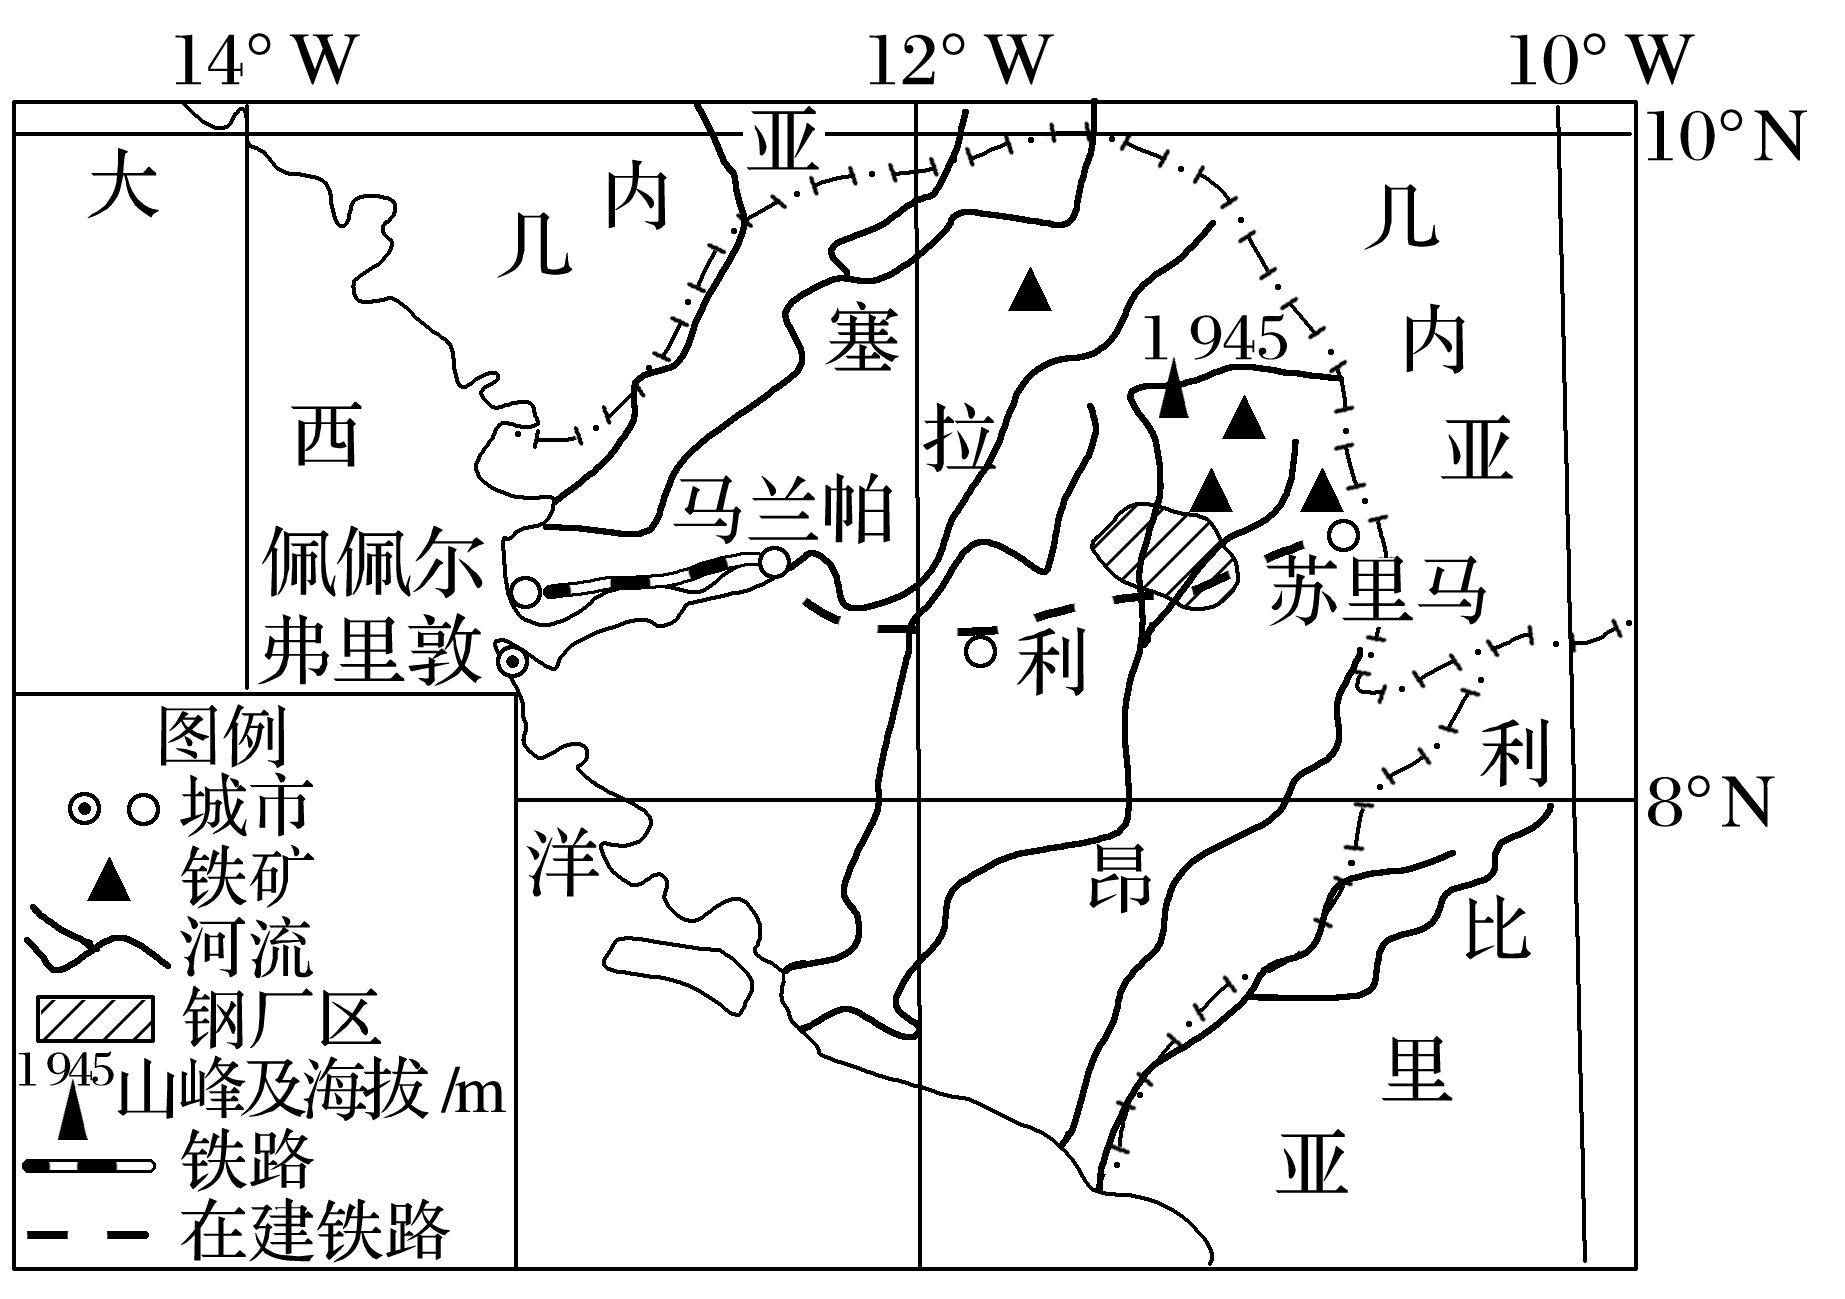 14° W
12° W
10° W
10° N
8° N
大
西
洋
几
内
亚
几
内
亚
塞
拉
利
昂
利
比
里
亚
1 945
马兰帕
佩佩尔
弗里敦
苏里马
图例
城市
铁矿
河流
钢厂区
1 945 山峰及海拔/m
铁路
在建铁路